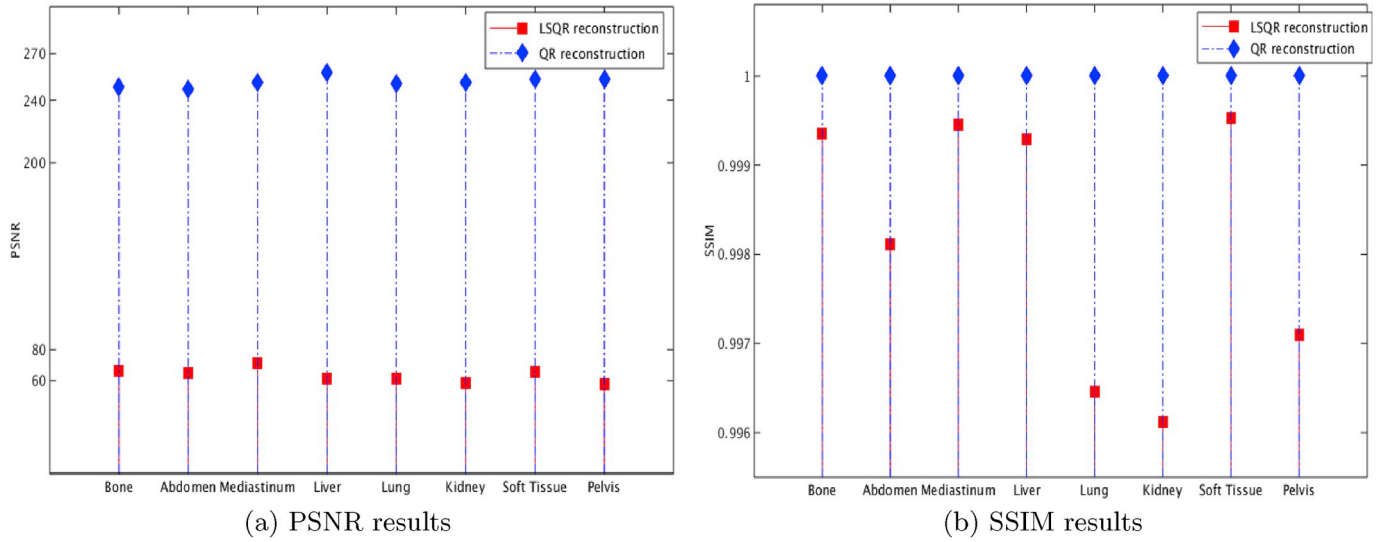 LSQR reconstruction
QR reconstruction
270
240
200
80
60
PSNR
Bone Abdomen Mediastinum Liver Lung Kidney Soft Tissue Pelvis
(a) PSNR results
LSQR reconstruction
QR reconstruction
1
0.999
0.998
0.997
0.996
SSIM
Bone Abdomen Mediastinum Liver Lung Kidney Soft Tissue Pelvis
(b) SSIM results